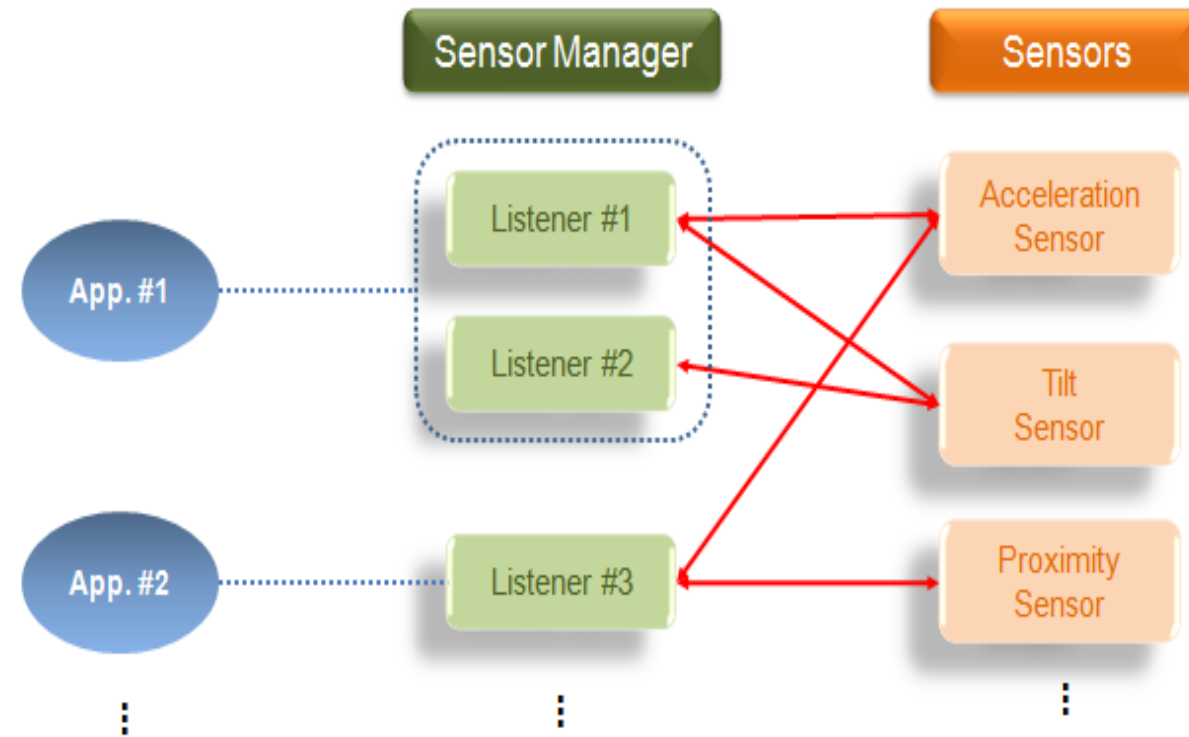 Sensor Manager
Sensors
Listener #1
Acceleration
Sensor
App. #1
Listener #2
Tilt
Sensor
App. #2
Listener #3
Proximity
Sensor